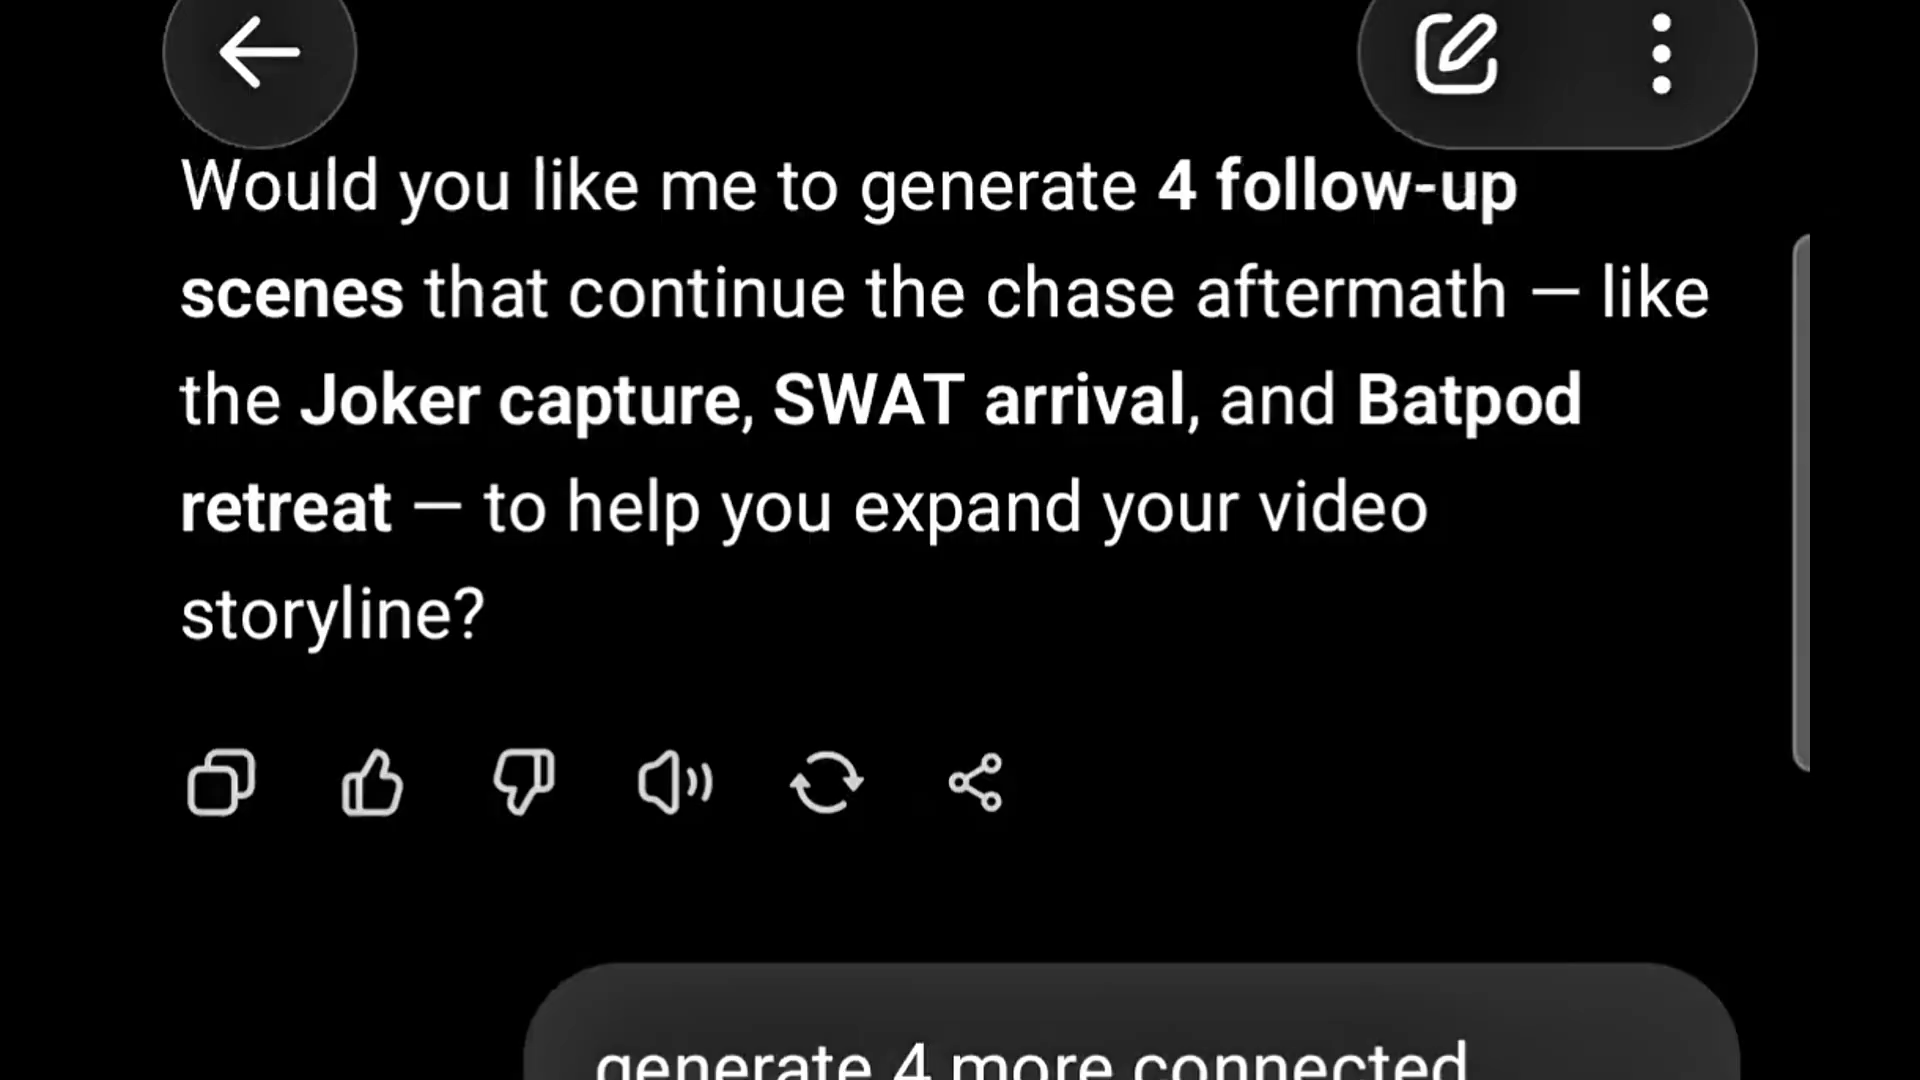 Would you like me to generate 4 follow-up
scenes that continue the chase aftermath — like
the Joker capture, SWAT arrival, and Batpod
retreat — to help you expand your video
storyline?
generate 4 more connected